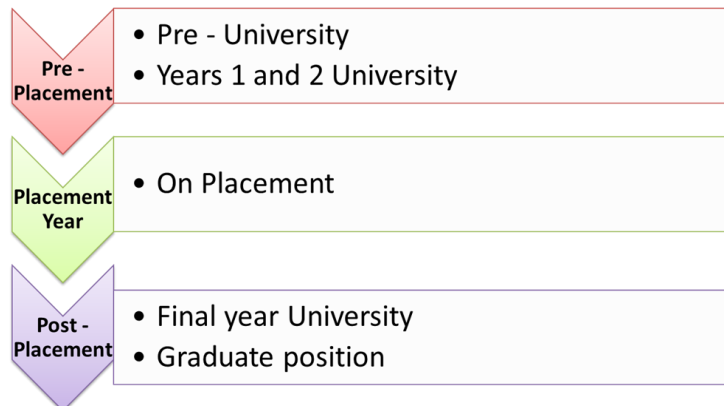 Pre -
Placement
• Pre - University
• Years 1 and 2 University
Placement
Year
• On Placement
Post -
Placement
• Final year University
• Graduate position